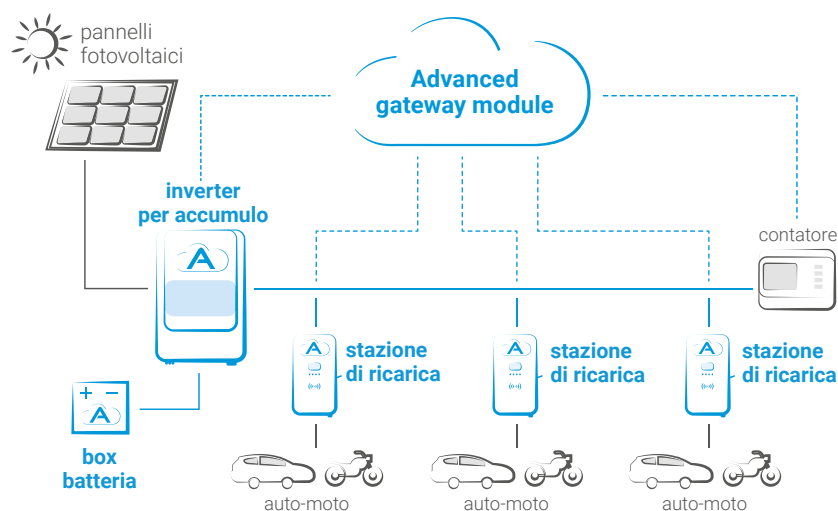 pannelli
fotovoltaici
Advanced
gateway module
inverter
per accumulo
contatore
A
A
stazione
di ricarica
A
stazione
di ricarica
A
stazione
di ricarica
+ −
A
box
batteria
auto-moto
auto-moto
auto-moto